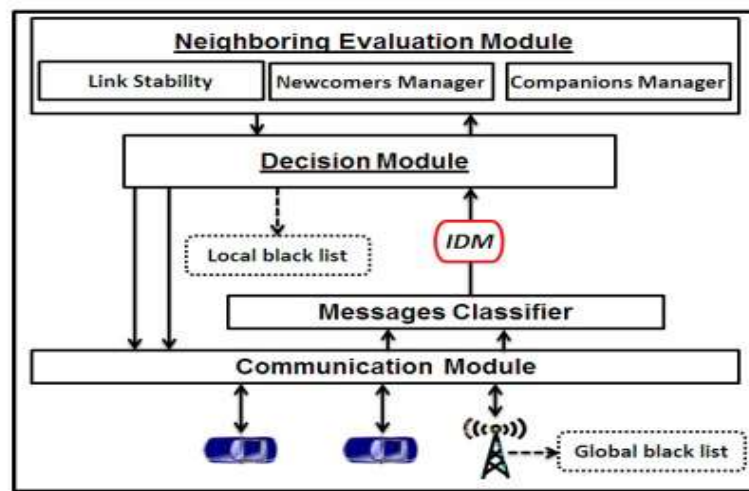 Neighboring Evaluation Module
Link Stability
Newcomers Manager
Companions Manager
Decision Module
Local black list
IDM
Messages Classifier
Communication Module
Global black list